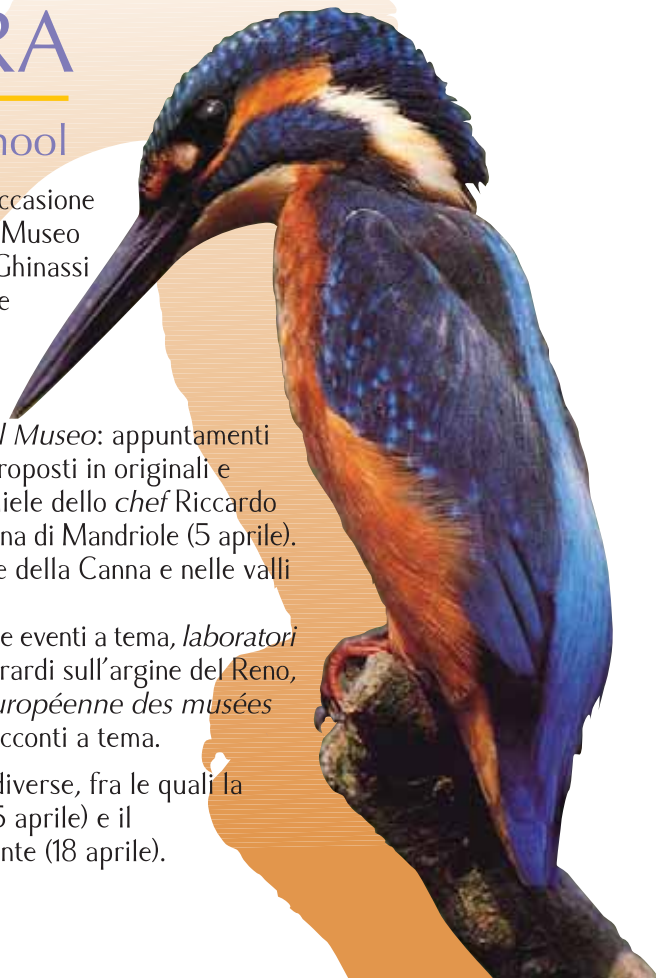 RA
hool
ccasione
Museo
Ghinassi
e
l Museo: appuntamenti
roposti in originali e
iele dello chef Riccardo
na di Mandriole (5 aprile).
e della Canna e nelle valli
e eventi a tema, laboratori
rardi sull'argine del Reno,
uropéenne des musées
cconti a tema.
diverse, fra le quali la
5 aprile) e il
nte (18 aprile).